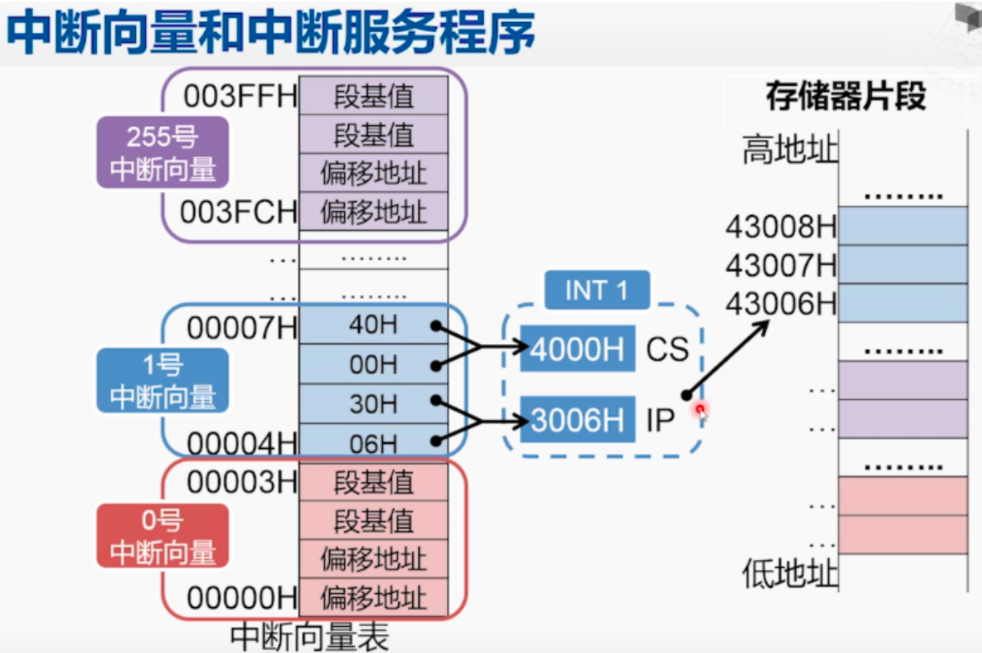 中断向量和中断服务程序
003FFH 段基值
段基值
255号
中断向量
偏移地址
003FCH 偏移地址
... ........
... ........
00007H 40H
00H
1号
中断向量
30H
00004H 06H
00003H 段基值
段基值
0号
中断向量
偏移地址
00000H 偏移地址
中断向量表
INT 1
4000H CS
3006H IP
存储器片段
高地址
........
43008H
43007H
43006H
........
...
...
........
...
...
低地址